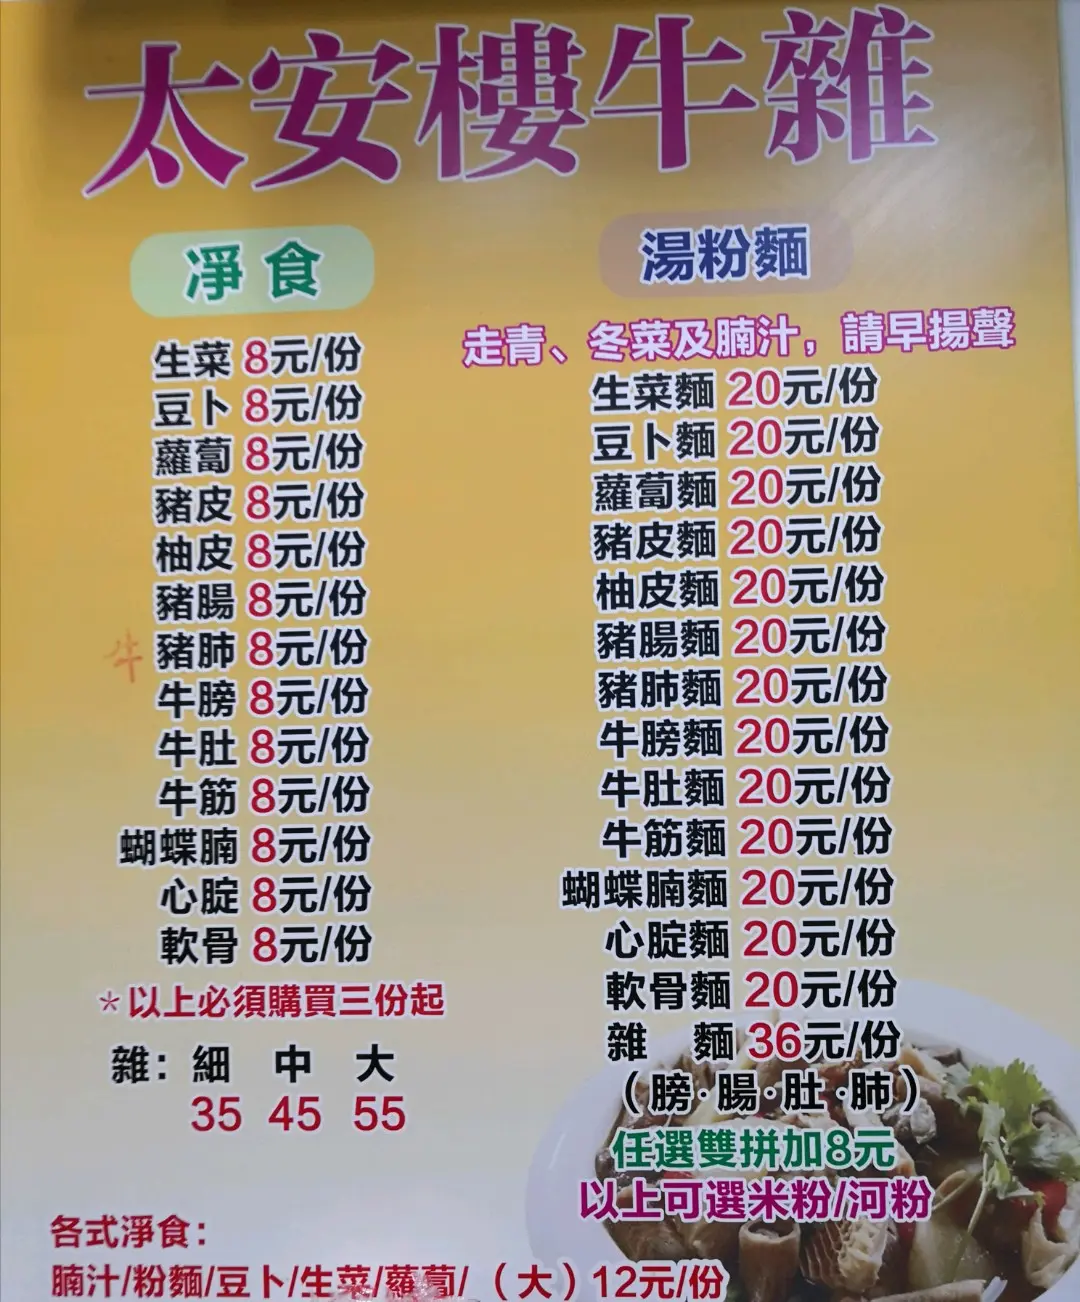 太安樓牛雜
淨食
生菜 8元/份
豆卜 8元/份
蘿蔔 8元/份
豬皮 8元/份
柚皮 8元/份
豬腸 8元/份
牛 豬肺 8元/份
牛膀 8元/份
牛肚 8元/份
牛筋 8元/份
蝴蝶腩 8元/份
心腚 8元/份
軟骨 8元/份
*以上必須購買三份起
雜：細 中 大
35 45 55
湯粉麵
走青、冬菜及腩汁，請早揚聲
生菜麵 20元/份
豆卜麵 20元/份
蘿蔔麵 20元/份
豬皮麵 20元/份
柚皮麵 20元/份
豬腸麵 20元/份
豬肺麵 20元/份
牛膀麵 20元/份
牛肚麵 20元/份
牛筋麵 20元/份
蝴蝶腩麵 20元/份
心腚麵 20元/份
軟骨麵 20元/份
雜 麵 36元/份
（膀·腸·肚·肺）
任選雙拼加8元
以上可選米粉/河粉
各式淨食：
腩汁/粉麵/豆卜/生菜/蘿蔔/（大）12元/份